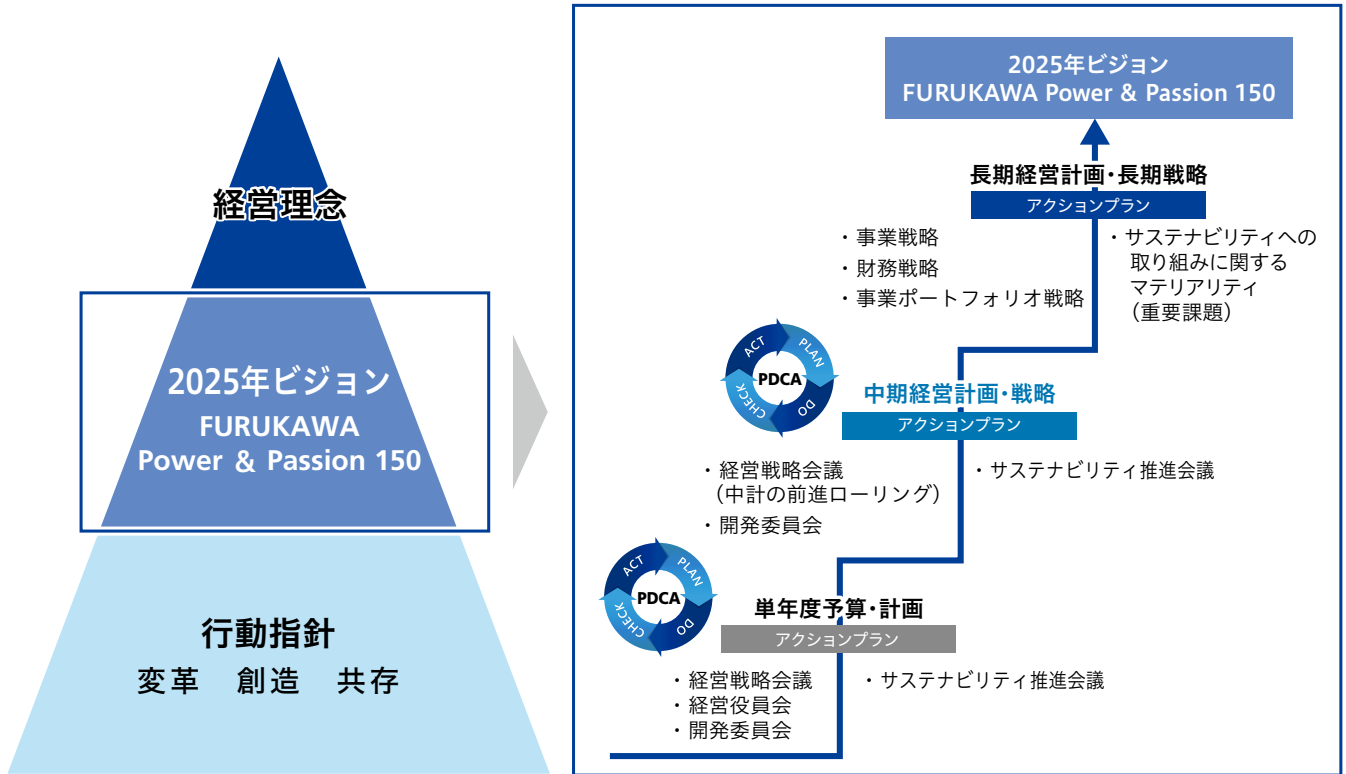 経営理念
2025年ビジョン
FURUKAWA
Power & Passion 150
行動指針
変革 創造 共存
2025年ビジョン
FURUKAWA Power & Passion 150
長期経営計画・長期戦略
アクションプラン
・事業戦略
・財務戦略
・事業ポートフォリオ戦略
・サステナビリティへの
取り組みに関する
マテリアリティ
（重要課題）
ACT
PLAN
PDCA
CHECK
DO
中期経営計画・戦略
アクションプラン
・経営戦略会議
（中計の前進ローリング）
・開発委員会
・サステナビリティ推進会議
ACT
PLAN
PDCA
CHECK
DO
単年度予算・計画
アクションプラン
・経営戦略会議
・経営役員会
・開発委員会
・サステナビリティ推進会議